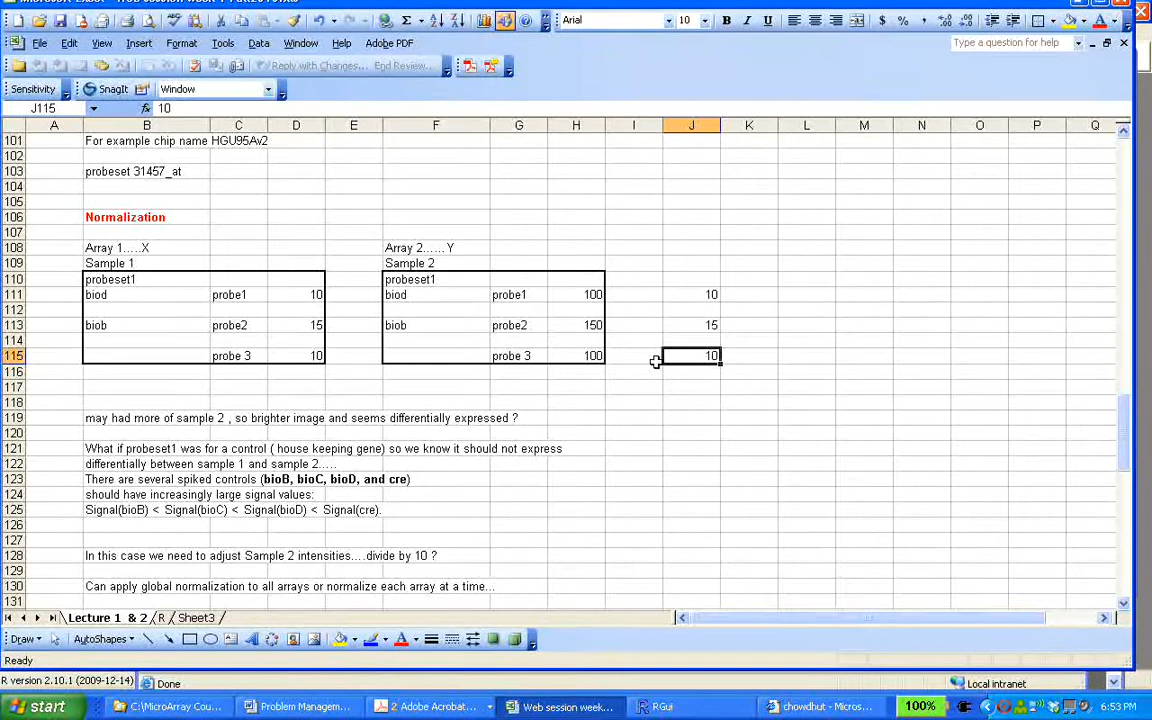 File Edit View Insert Format Tools Data Window Help Adobe PDF Type a question for help
Arial 10 B I U $ %
Reply with Changes... End Review...
Sensitivity SnagIt Window
J115 fx 10
A B C D E F G H I J K L M N O P Q
101 For example chip name HGU95Av2
102
103 probeset 31457_at
104
105
106 Normalization
107
108 Array 1.....X Array 2......Y
109 Sample 1 Sample 2
110 probeset1 probeset1
111 biod probe1 10 biod probe1 100 10
112
113 biob probe2 15 biob probe2 150 15
114
115 probe 3 10 probe 3 100 10
116
117
118
119 may had more of sample 2 , so brighter image and seems differentially expressed ?
120
121 What if probeset1 was for a control ( house keeping gene) so we know it should not express
122 differentially between sample 1 and sample 2.....
123 There are several spiked controls (bioB, bioC, bioD, and cre)
124 should have increasingly large signal values:
125 Signal(bioB) < Signal(bioC) < Signal(bioD) < Signal(cre).
126
127
128 In this case we need to adjust Sample 2 intensities....divide by 10 ?
129
130 Can apply global normalization to all arrays or normalize each array at a time...
131
Lecture 1 & 2 R Sheet3
Draw AutoShapes A
Ready
R version 2.10.1 (2009-12-14) Done Local intranet
start C:\MicroArray Cou... Problem Managem... 2 Adobe Acrobat... Web session week... RGui chowdhut - Micros... 100% 6:53 PM